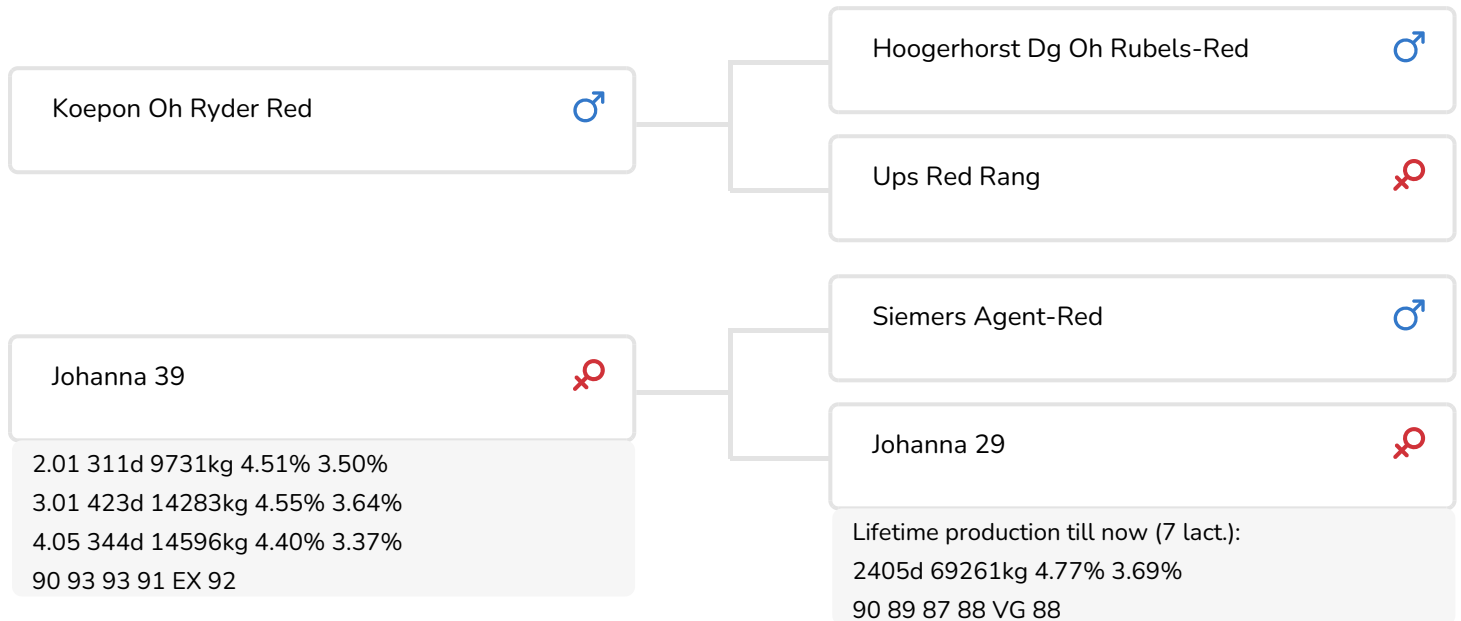 Koepon Oh Ryder Red
Hoogerhorst Dg Oh Rubels-Red
Ups Red Rang
Johanna 39
2.01 311d 9731kg 4.51% 3.50%
3.01 423d 14283kg 4.55% 3.64%
4.05 344d 14596kg 4.40% 3.37%
90 93 93 91 EX 92
Siemers Agent-Red
Johanna 29
Lifetime production till now (7 lact.):
2405d 69261kg 4.77% 3.69%
90 89 87 88 VG 88